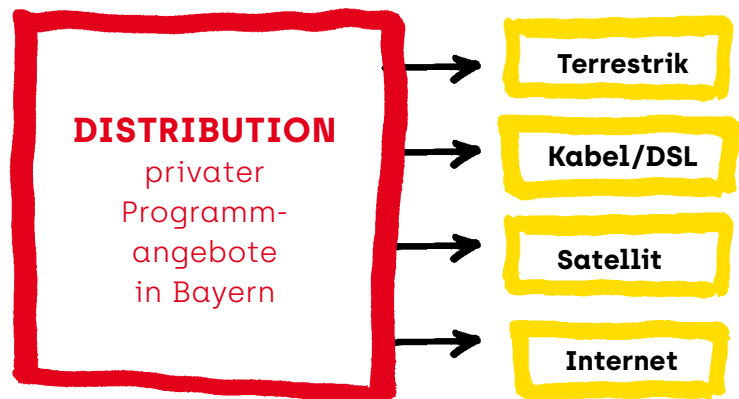 DISTRIBUTION
privater
Programm-
angebote
in Bayern
Terrestrik
Kabel/DSL
Satellit
Internet